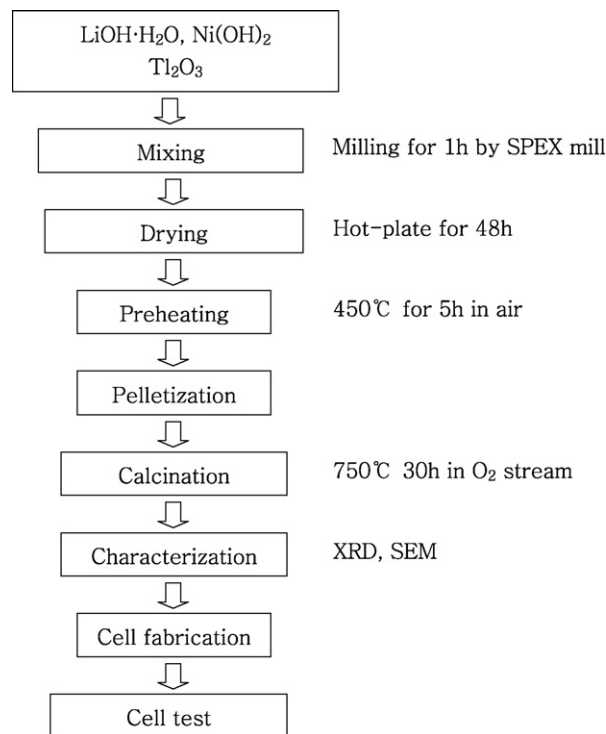 LiOH·H₂O, Ni(OH)₂
Tl₂O₃
Mixing
Milling for 1h by SPEX mill
Drying
Hot-plate for 48h
Preheating
450℃ for 5h in air
Pelletization
Calcination
750℃ 30h in O₂ stream
Characterization
XRD, SEM
Cell fabrication
Cell test